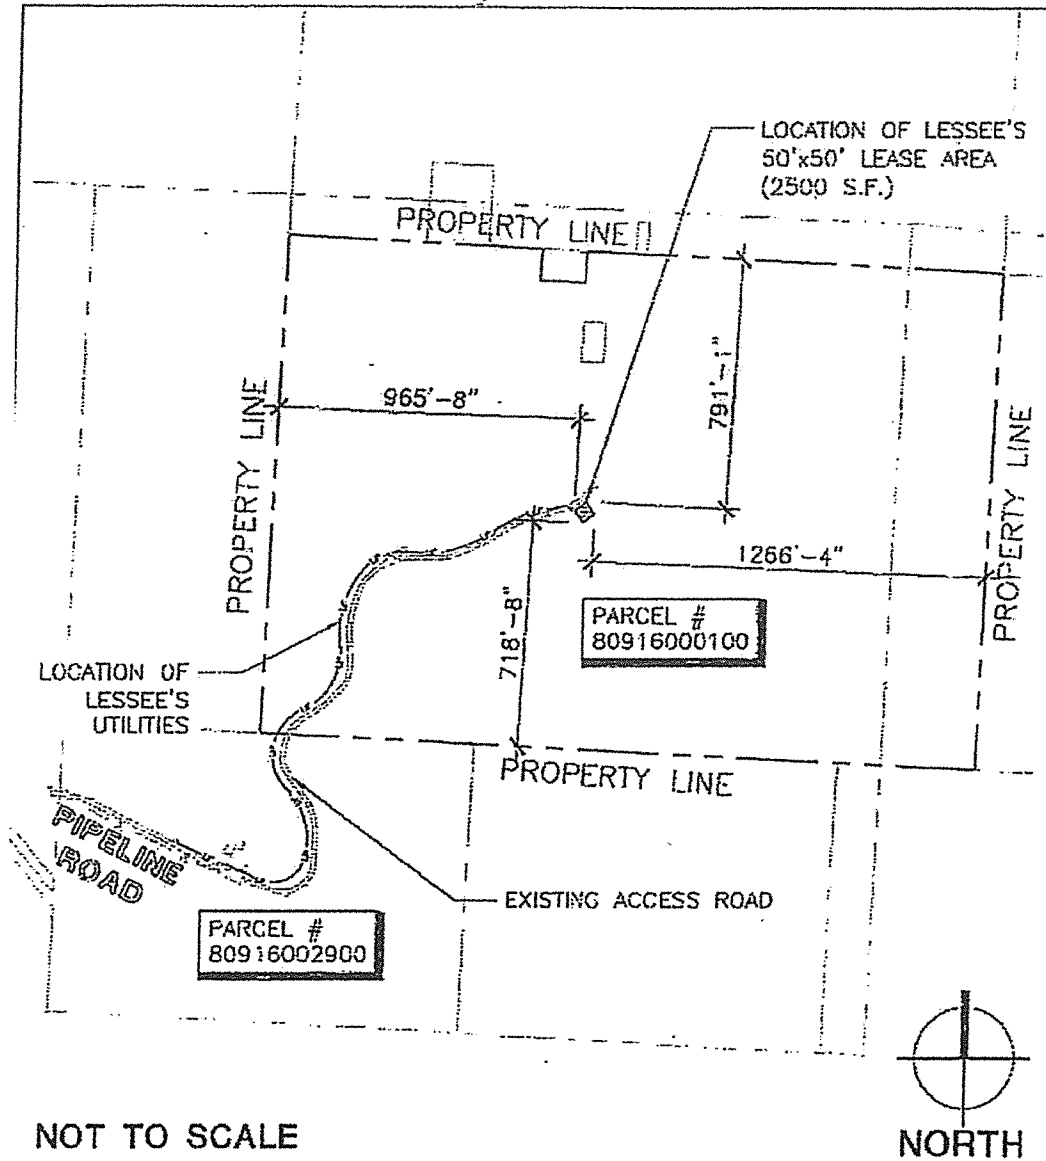 LOCATION OF LESSEE'S
50'x50' LEASE AREA
(2500 S.F.)
PROPERTY LINE
965'-8"
791'-1"
PROPERTY LINE
PROPERTY LINE
1266'-4"
718'-8"
PARCEL #
80916000100
LOCATION OF
LESSEE'S
UTILITIES
PROPERTY LINE
PIPELINE
ROAD
EXISTING ACCESS ROAD
PARCEL #
80916002900
NOT TO SCALE
NORTH